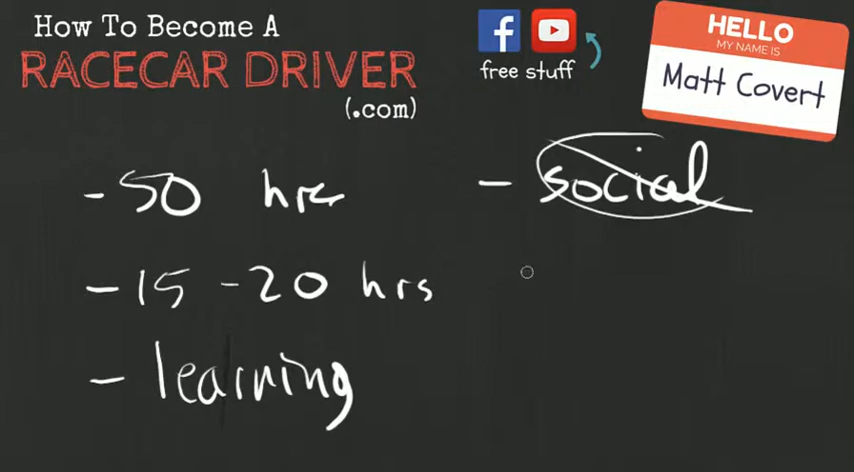 How To Become A
RACECAR DRIVER
(.com)
free stuff
HELLO
MY NAME IS
Matt Covert
- 50 hrs
- 15 - 20 hrs
- learning
- social